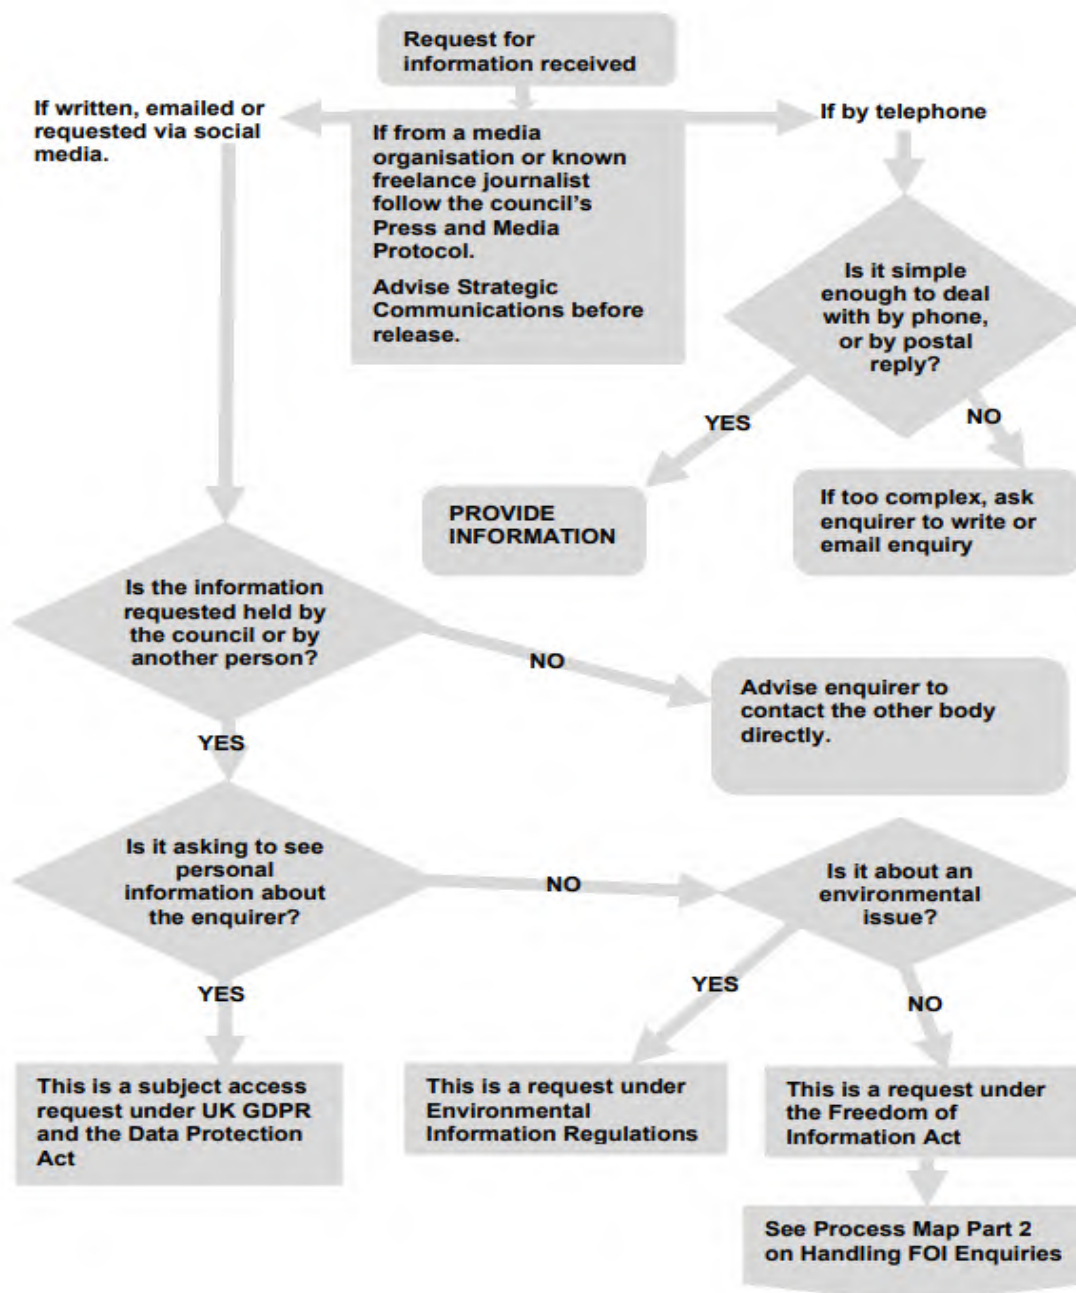 Request for
information received
If written, emailed or
requested via social
media.
If from a media
organisation or known
freelance journalist
follow the council's
Press and Media
Protocol.
Advise Strategic
Communications before
release.
If by telephone
Is it simple
enough to deal
with by phone,
or by postal
reply?
YES
NO
PROVIDE
INFORMATION
If too complex, ask
enquirer to write or
email enquiry
Is the information
requested held by
the council or by
another person?
NO
Advise enquirer to
contact the other body
directly.
YES
Is it asking to see
personal
information about
the enquirer?
NO
Is it about an
environmental
issue?
YES
YES
NO
This is a subject access
request under UK GDPR
and the Data Protection
Act
This is a request under
Environmental
Information Regulations
This is a request under
the Freedom of
Information Act
See Process Map Part 2
on Handling FOI Enquiries